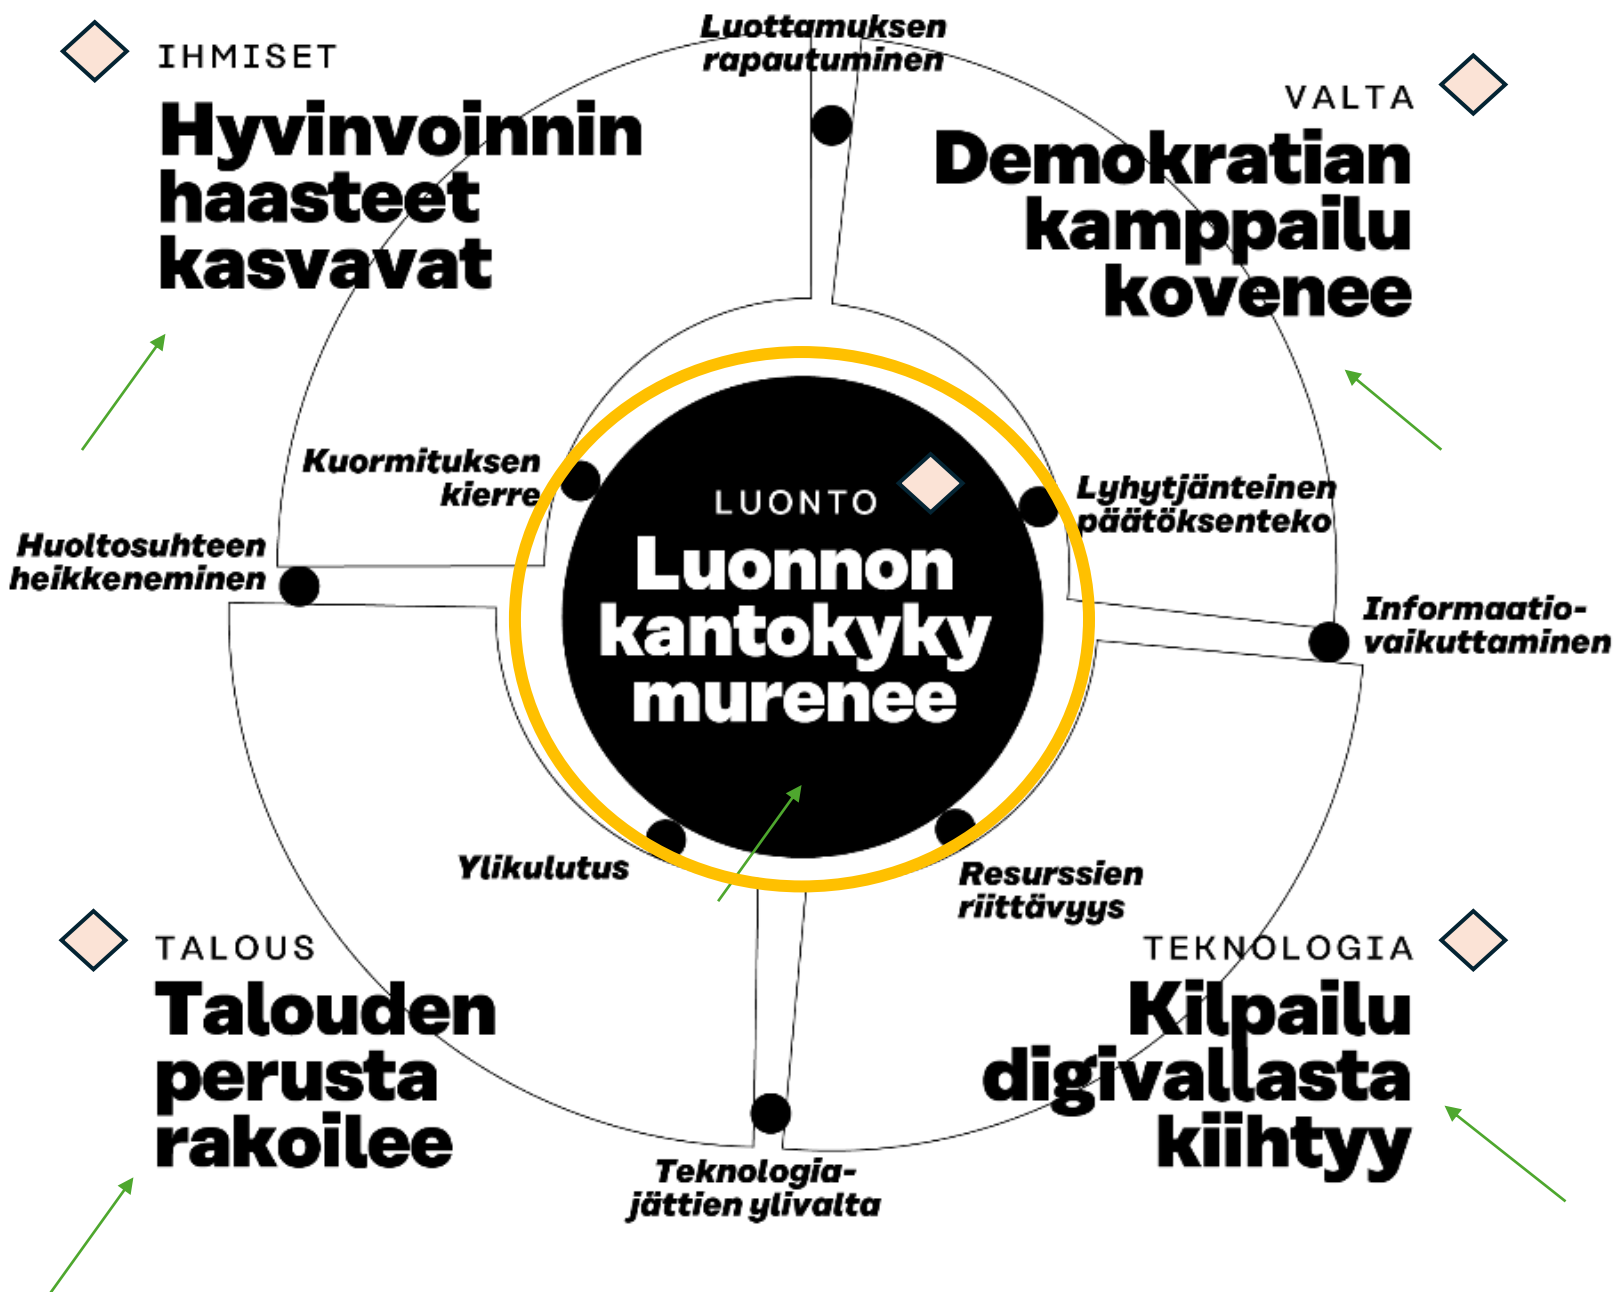 Luottamuksen
rapautuminen
IHMISET
Hyvinvoinnin
haasteet
kasvavat
VALTA
Demokratian
kamppailu
kovenee
Kuormituksen
kierre
Lyhytjänteinen
päätöksenteko
Huoltosuhteen
heikkeneminen
Informaatio-
vaikuttaminen
LUONTO
Luonnon
kantokyky
murenee
Ylikulutus
Resurssien
riittävyys
TALOUS
Talouden
perusta
rakoilee
TEKNOLOGIA
Kilpailu
digivallasta
kiihtyy
Teknologia-
jättien ylivalta